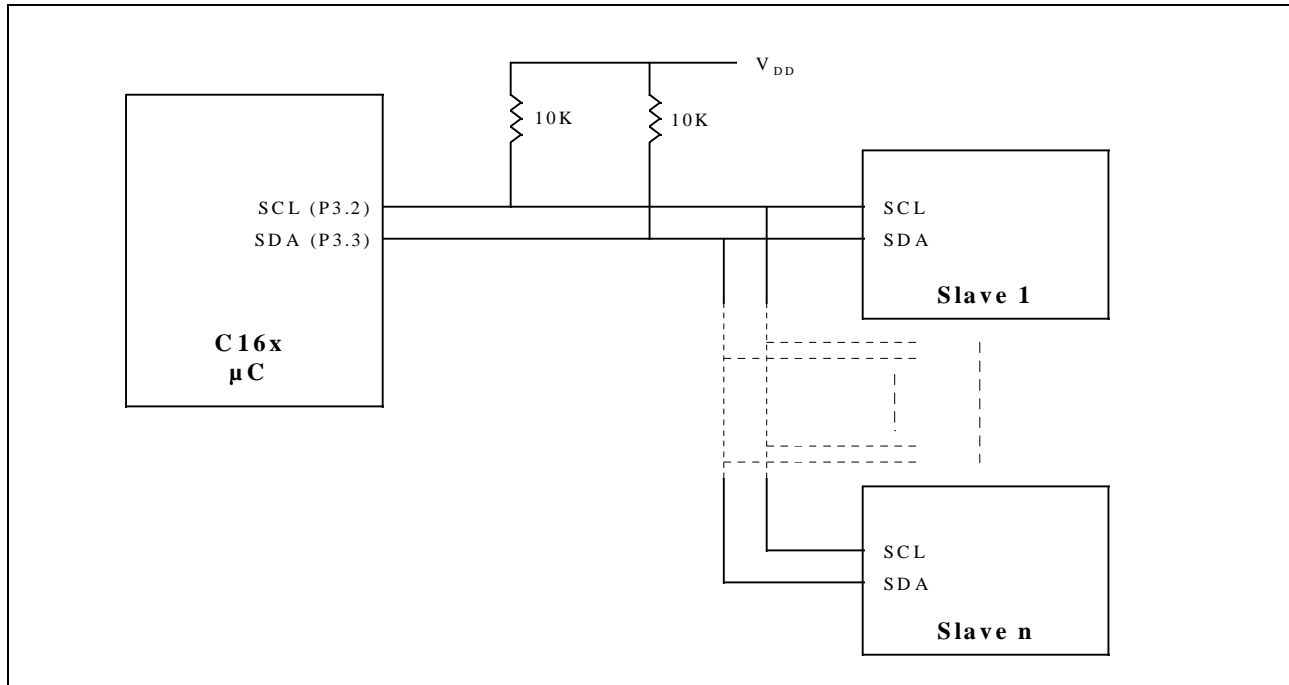 V DD
10K
10K
SCL (P3.2)
SDA (P3.3)
C16x
µC
SCL
SDA
Slave 1
SCL
SDA
Slave n